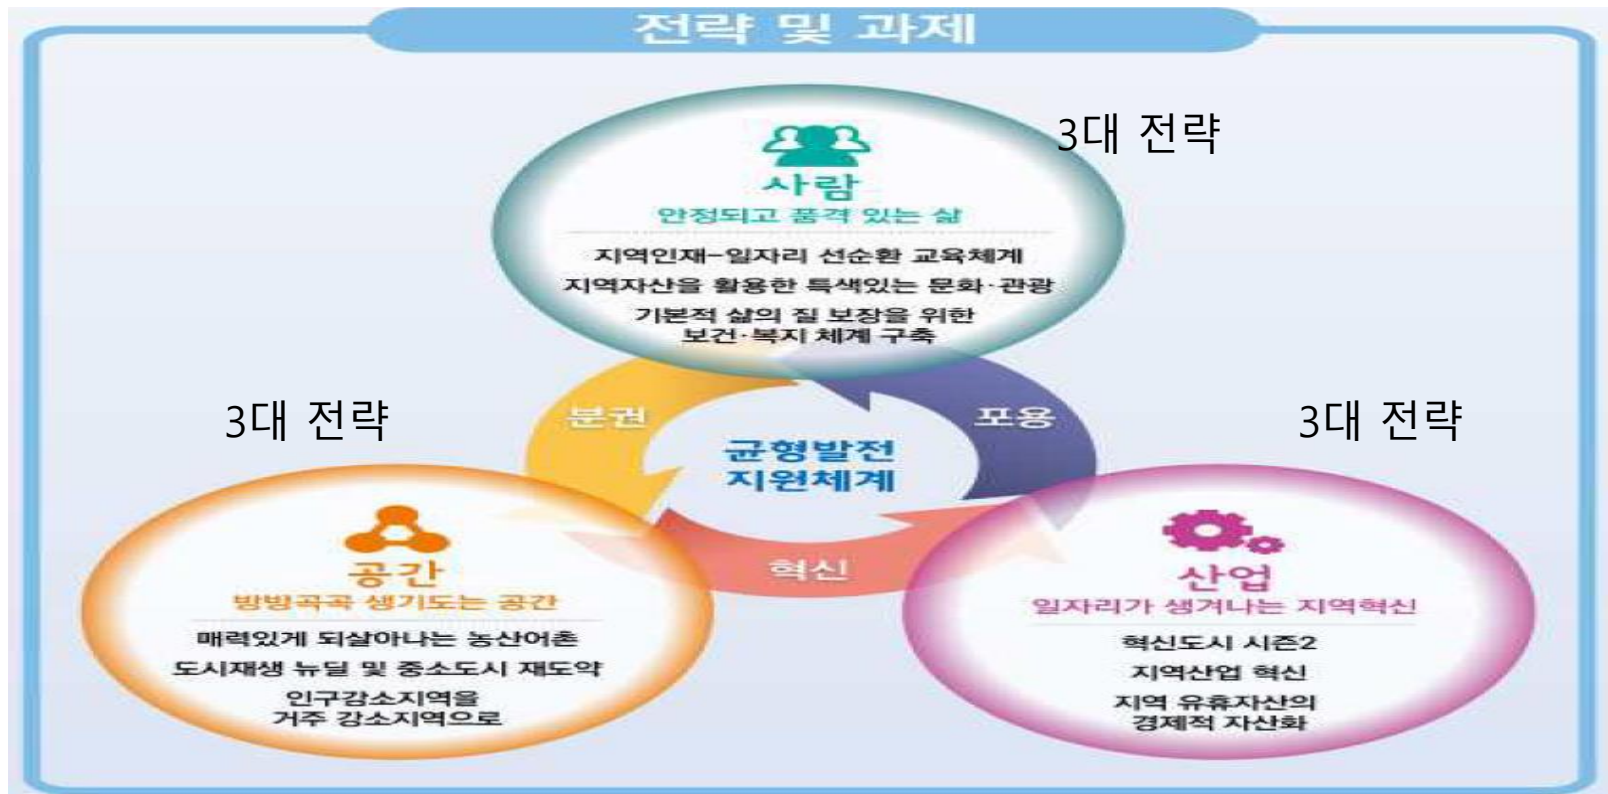 전략 및 과제
3대 전략
사람
안정되고 품격 있는 삶
지역인재-일자리 선순환 교육체계
지역자산을 활용한 특색있는 문화·관광
기본적 삶의 질 보장을 위한
보건·복지 체계 구축
분권
포용
균형발전
지원체계
혁신
3대 전략
공간
방방곡곡 생기도는 공간
매력있게 되살아나는 농산어촌
도시재생 뉴딜 및 중소도시 재도약
인구감소지역을
거주 감소지역으로
3대 전략
산업
일자리가 생겨나는 지역혁신
혁신도시 시즌2
지역산업 혁신
지역 유휴자산의
경제적 자산화